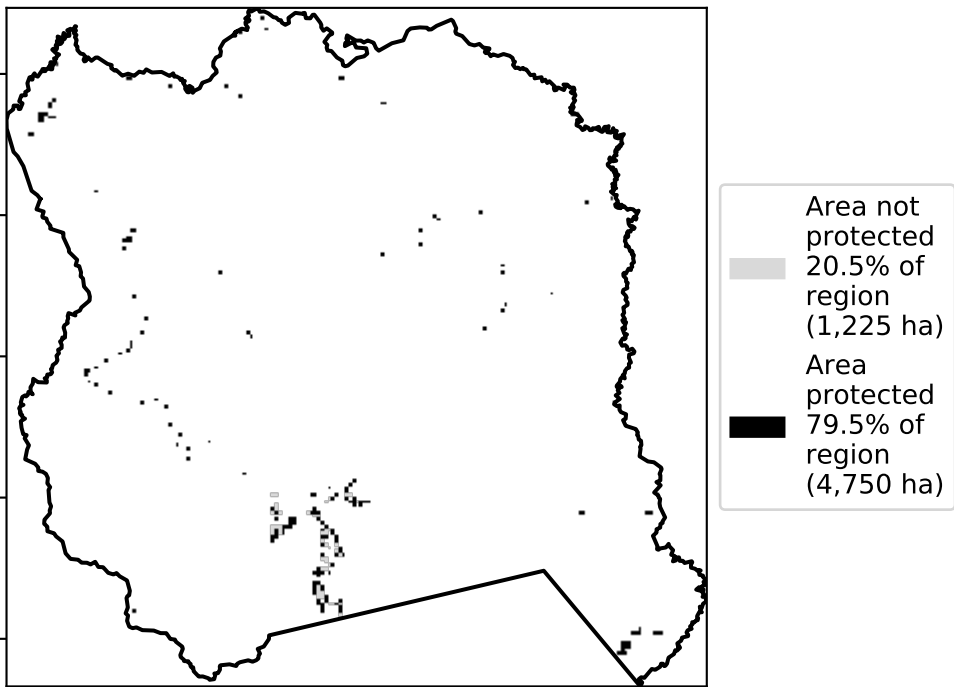 Area not
protected
20.5% of
region
(1,225 ha)
Area
protected
79.5% of
region
(4,750 ha)